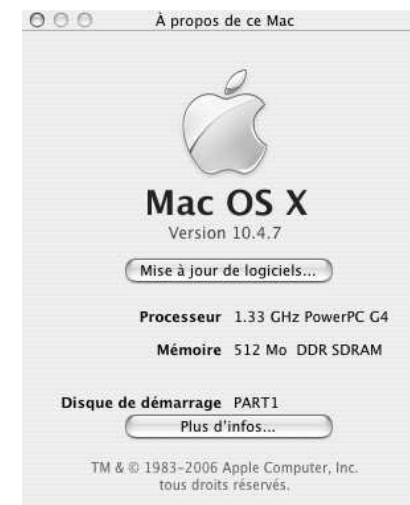 À propos de ce Mac
Mac OS X
Version 10.4.7
Mise à jour de logiciels...
Processeur 1.33 GHz PowerPC G4
Mémoire 512 Mo DDR SDRAM
Disque de démarrage PART1
Plus d'infos...
TM & © 1983-2006 Apple Computer, Inc.
tous droits réservés.